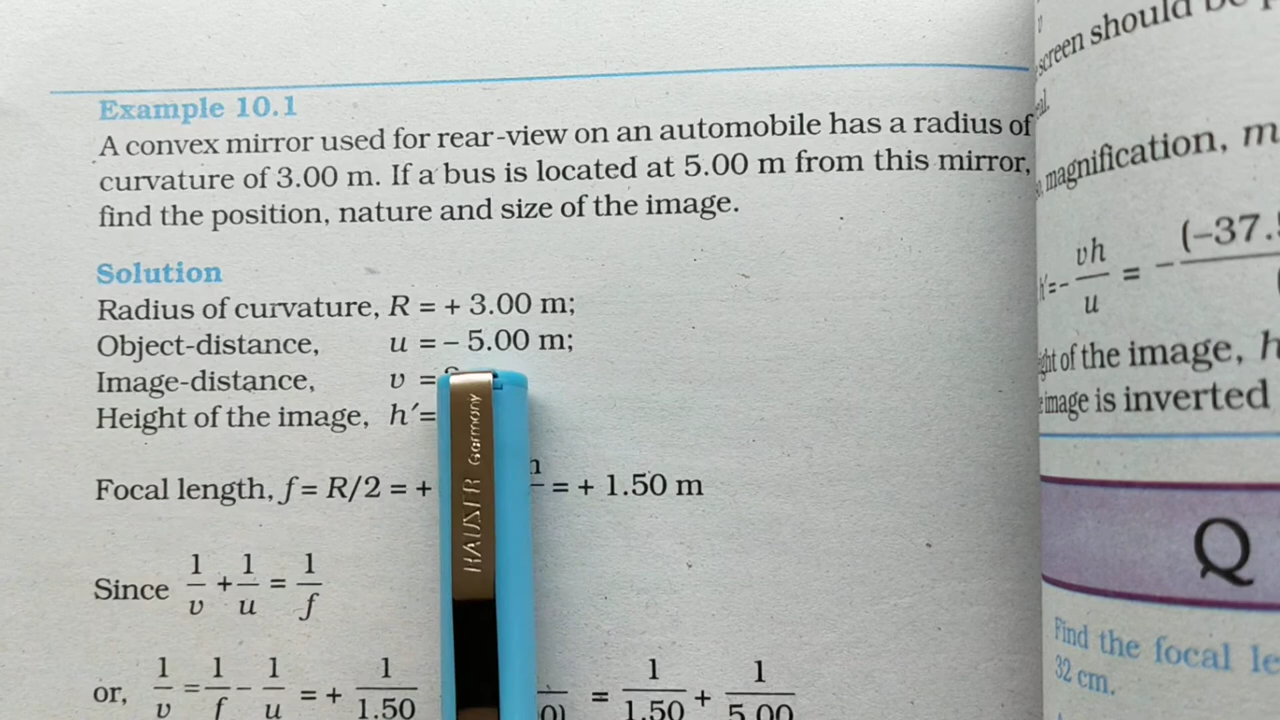 Example 10.1
A convex mirror used for rear-view on an automobile has a radius of
curvature of 3.00 m. If a bus is located at 5.00 m from this mirror,
find the position, nature and size of the image.
Solution
Radius of curvature, R = + 3.00 m;
Object-distance, u = – 5.00 m;
Image-distance, v =
Height of the image, h′=
Focal length, f = R/2 = + = + 1.50 m
Since 1/v + 1/u = 1/f
or, 1/v = 1/f – 1/u = + 1/1.50 = 1/1.50 + 1/5.00
HAUSER Germany
screen should
magnification, m
h′= – vh/u = – (–37.
of the image, h
image is inverted
Q
Find the focal le
32 cm.